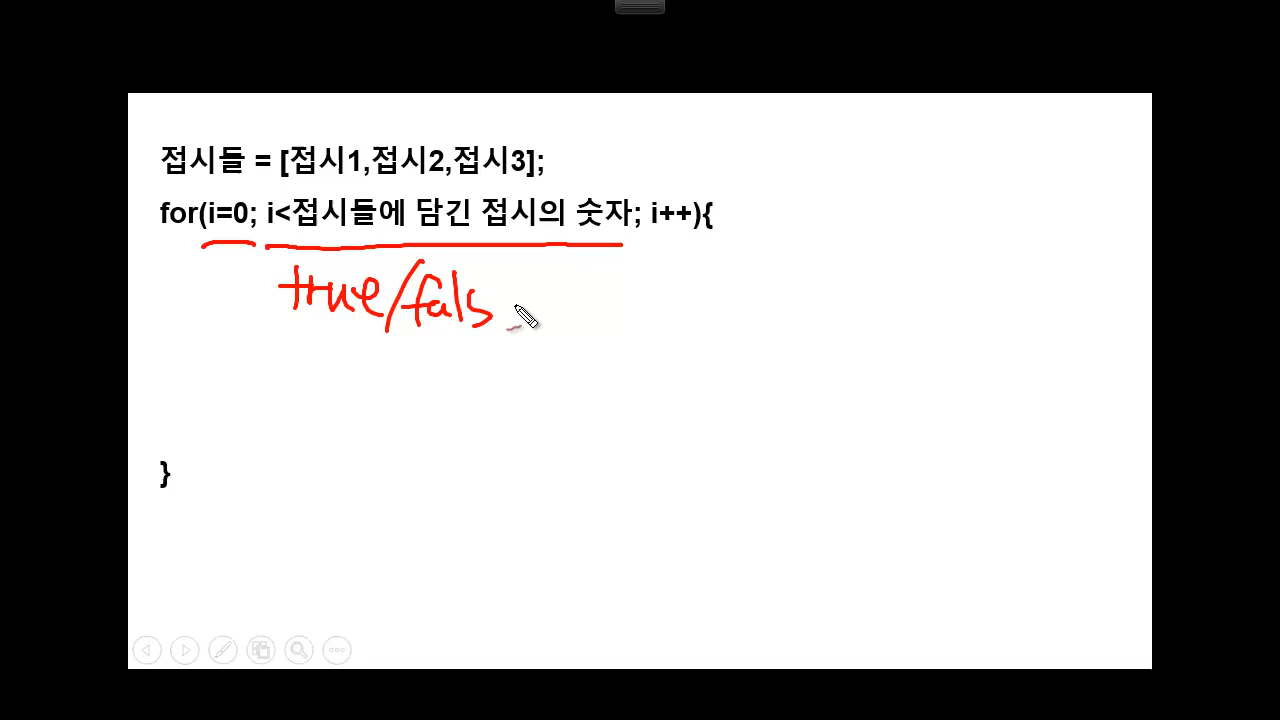 접시들 = [접시1,접시2,접시3];
for(i=0; i<접시들에 담긴 접시의 숫자; i++){
true/fals
}